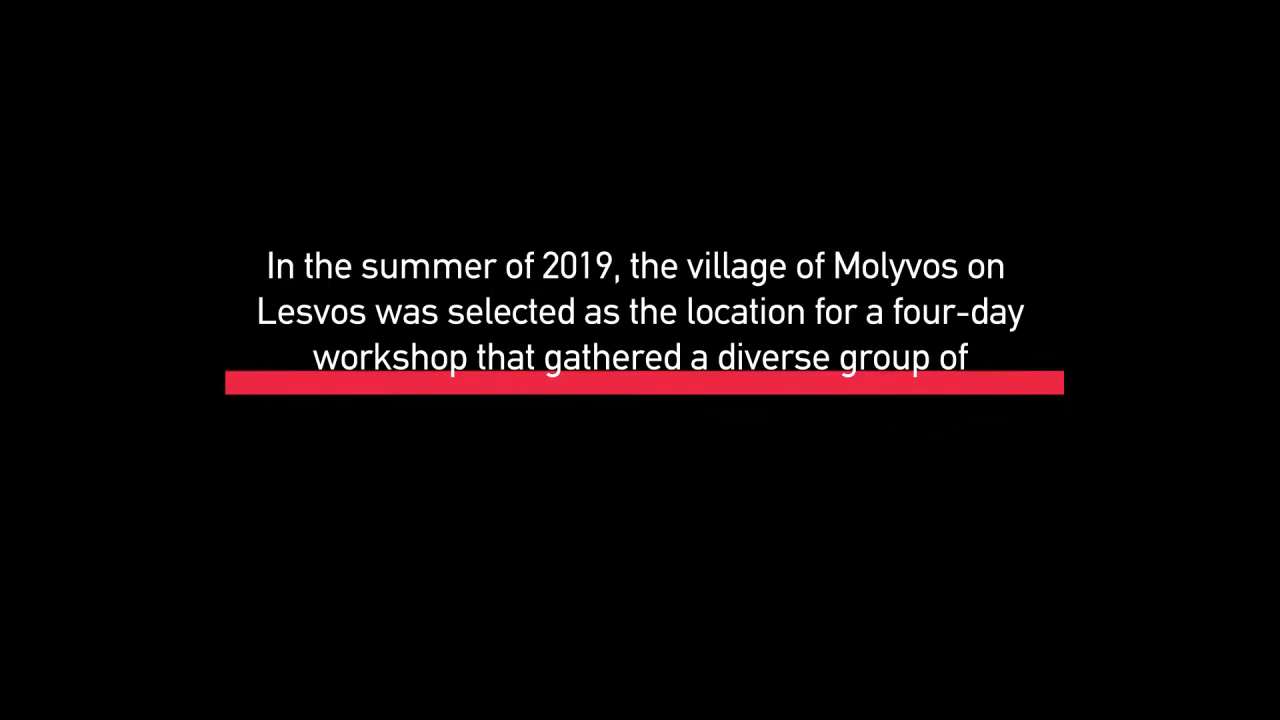 In the summer of 2019, the village of Molyvos on
Lesvos was selected as the location for a four-day
workshop that gathered a diverse group of